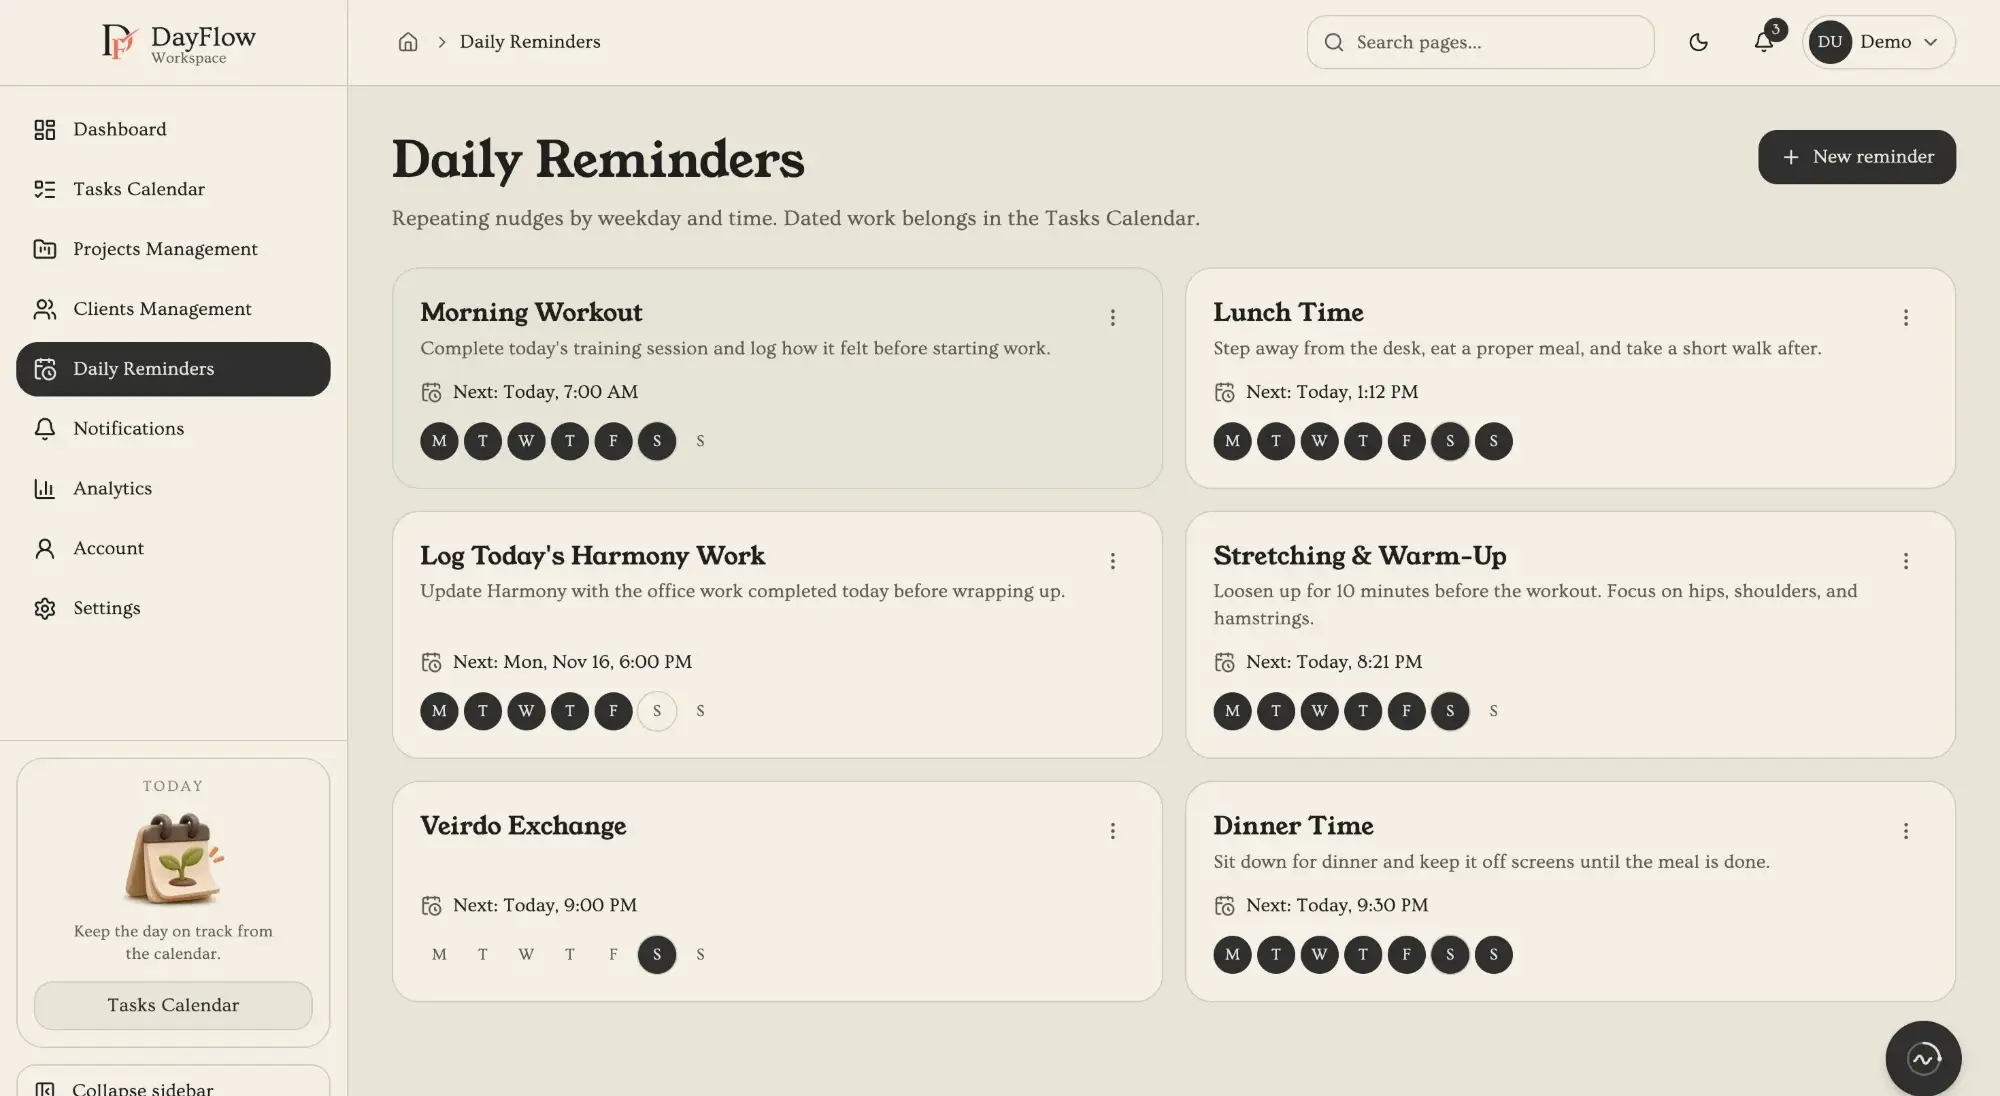 DayFlow
Workspace
Daily Reminders
Search pages...
3
DU
Demo
Dashboard
Tasks Calendar
Projects Management
Clients Management
Daily Reminders
Notifications
Analytics
Account
Settings
TODAY
Keep the day on track from
the calendar.
Tasks Calendar
Collapse sidebar
Daily Reminders
New reminder
Repeating nudges by weekday and time. Dated work belongs in the Tasks Calendar.
Morning Workout
Complete today's training session and log how it felt before starting work.
Next: Today, 7:00 AM
M T W T F S S
Lunch Time
Step away from the desk, eat a proper meal, and take a short walk after.
Next: Today, 1:12 PM
M T W T F S S
Log Today's Harmony Work
Update Harmony with the office work completed today before wrapping up.
Next: Mon, Nov 16, 6:00 PM
M T W T F S S
Stretching & Warm-Up
Loosen up for 10 minutes before the workout. Focus on hips, shoulders, and
hamstrings.
Next: Today, 8:21 PM
M T W T F S S
Veirdo Exchange
Next: Today, 9:00 PM
M T W T F S S
Dinner Time
Sit down for dinner and keep it off screens until the meal is done.
Next: Today, 9:30 PM
M T W T F S S